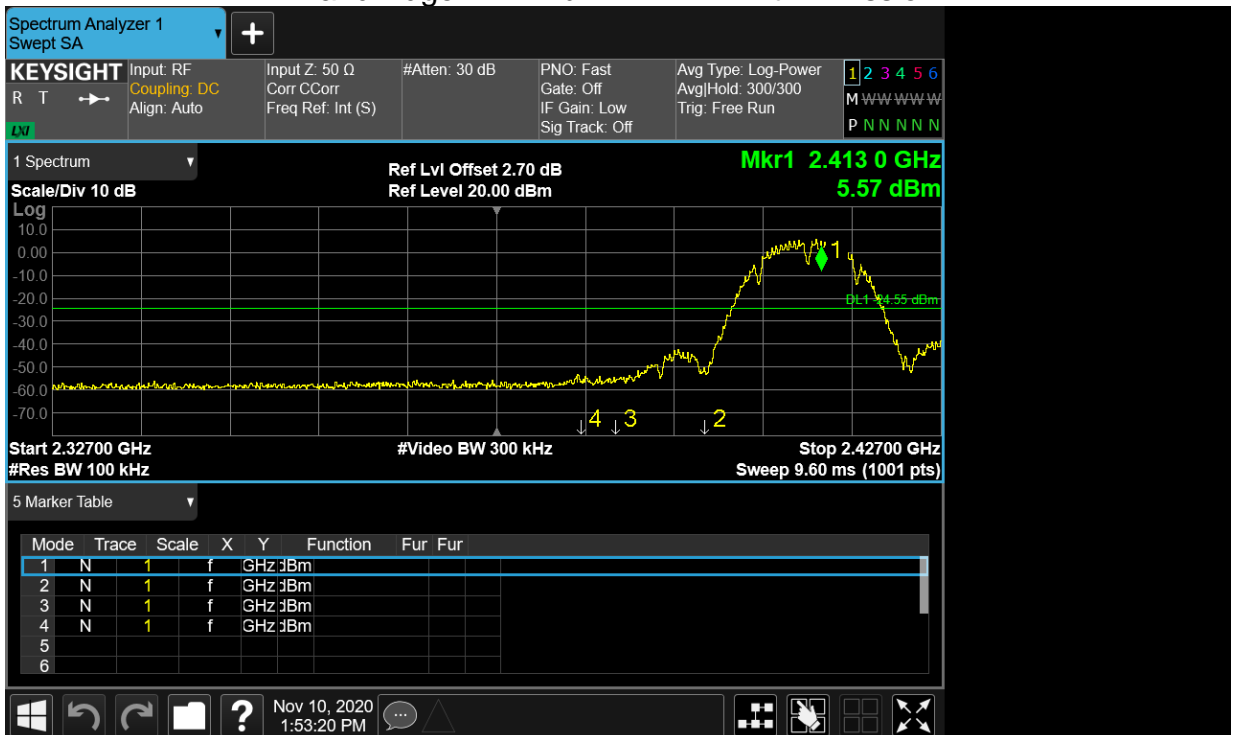 Spectrum Analyzer 1
Swept SA
+
KEYSIGHT
R T
LXI
Input: RF
Coupling: DC
Align: Auto
Input Z: 50 Ω
Corr CCorr
Freq Ref: Int (S)
#Atten: 30 dB
PNO: Fast
Gate: Off
IF Gain: Low
Sig Track: Off
Avg Type: Log-Power
Avg|Hold: 300/300
Trig: Free Run
1 2 3 4 5 6
M W W W W W
P N N N N N
1 Spectrum
Scale/Div 10 dB
Ref Lvl Offset 2.70 dB
Ref Level 20.00 dBm
Mkr1 2.413 0 GHz
5.57 dBm
Log
10.0
0.00
-10.0
-20.0
-30.0
-40.0
-50.0
-60.0
-70.0
1
DL1 -24.55 dBm
4 3 2
Start 2.32700 GHz
#Video BW 300 kHz
Stop 2.42700 GHz
#Res BW 100 kHz
Sweep 9.60 ms (1001 pts)
5 Marker Table
Mode Trace Scale X Y Function Fur Fur
1 N 1 f GHz dBm
2 N 1 f GHz dBm
3 N 1 f GHz dBm
4 N 1 f GHz dBm
5
6
?
Nov 10, 2020
1:53:20 PM